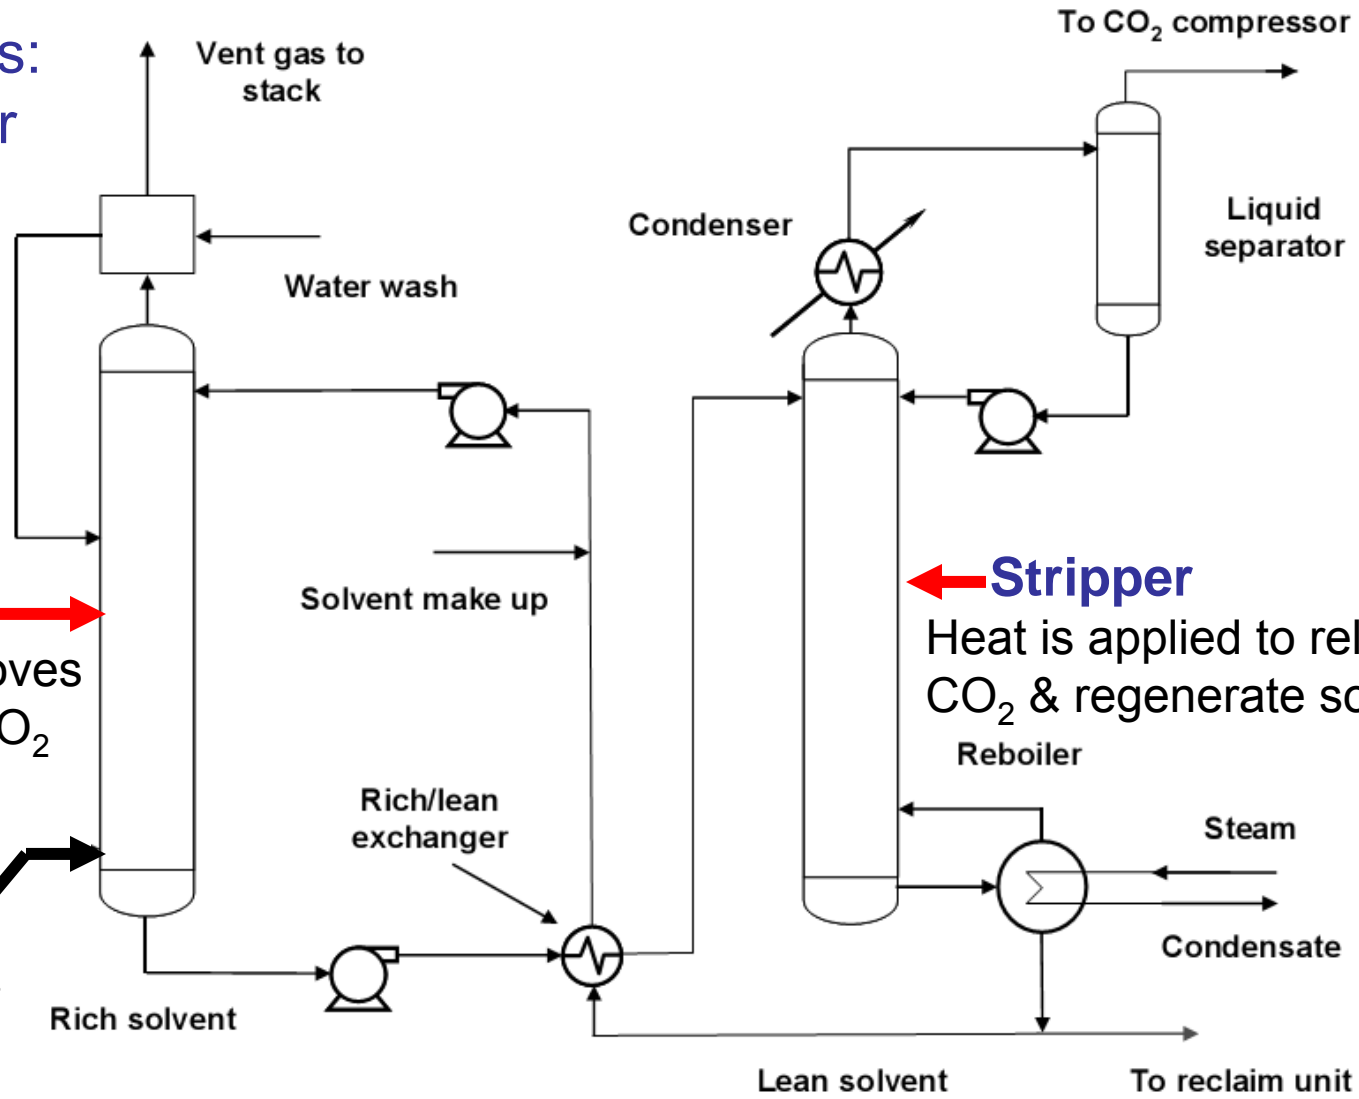 s:
r
Vent gas to
stack
To CO₂ compressor
Condenser
Liquid
separator
Water wash
Solvent make up
Stripper
Heat is applied to rel
CO₂ & regenerate so
oves
O₂
Reboiler
Rich/lean
exchanger
Steam
Condensate
Rich solvent
Lean solvent
To reclaim unit